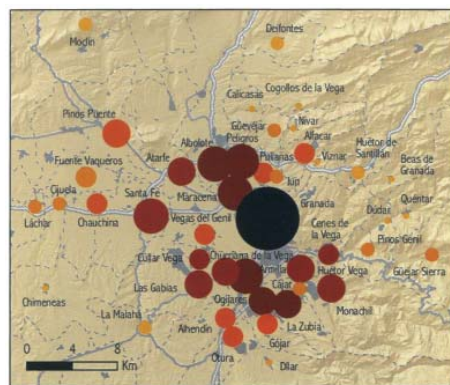 Moclín
Deifontes
Cogollos de la Vega
Calicasas
Pinos Puente
Güevéjar
Nívar
Albolote
Peligros
Alfacar
Huétor de
Santillán
Atarfe
Pulianas
Víznar
Beas de
Granada
Fuente Vaqueros
Jun
Cijuela
Santa Fe
Maracena
Granada
Quéntar
Láchar
Chauchina
Vegas del Genil
Cenes de
la Vega
Dúdar
Pinos Genil
Cúllar Vega
Churriana de la Vega
Armilla
Huétor Vega
Güéjar Sierra
Chimeneas
Las Gabias
Cájar
Ogíjares
Monachil
La Malahá
Alhendín
La Zubia
Otura
Gójar
Dílar
0 4 8
Km